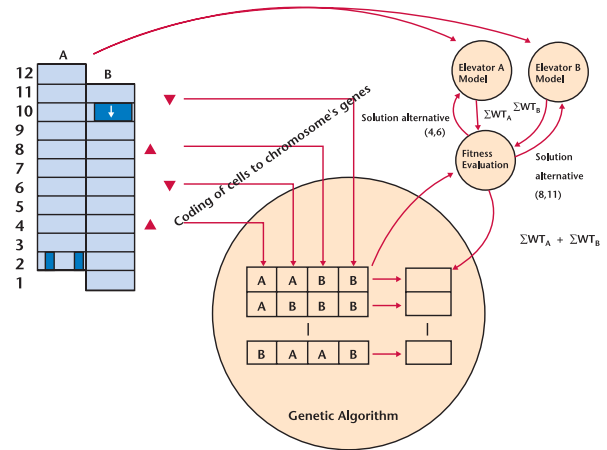 A
B
12
11
10
9
8
7
6
5
4
3
2
1
Coding of cells to chromosome's genes
Elevator A
Model
Elevator B
Model
ΣWT_A
ΣWT_B
Solution alternative
(4,6)
Fitness
Evaluation
Solution
alternative
(8,11)
ΣWT_A + ΣWT_B
A A B B
A B B B
B A A B
Genetic Algorithm